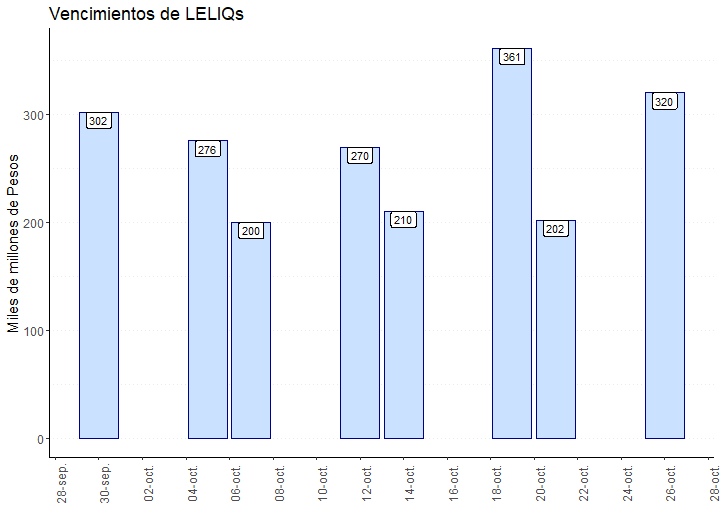 Vencimientos de LELIQs
Miles de millones de Pesos
300
200
100
0
302
276
200
270
210
361
202
320
28-sep.
30-sep.
02-oct.
04-oct.
06-oct.
08-oct.
10-oct.
12-oct.
14-oct.
16-oct.
18-oct.
20-oct.
22-oct.
24-oct.
26-oct.
28-oct.